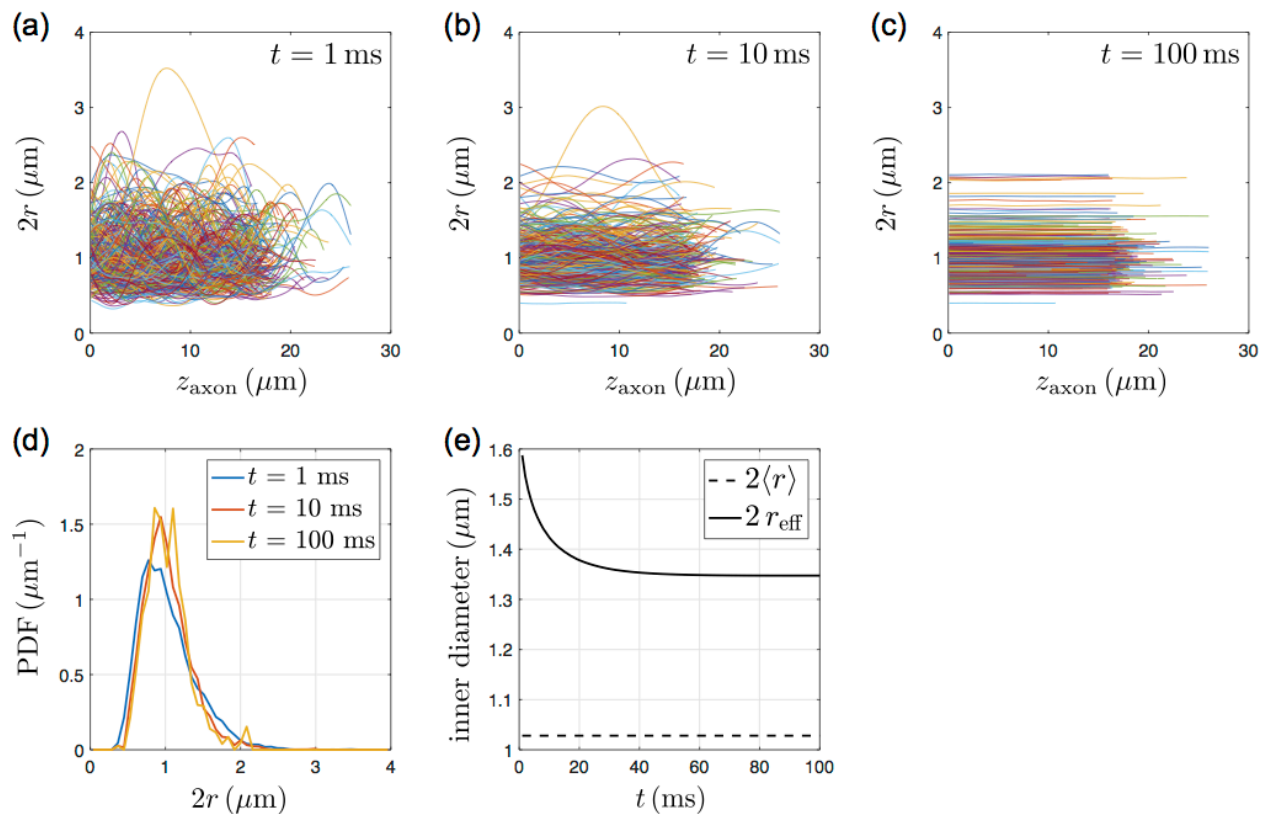 (a)
t = 1 ms
4
3
2
1
0
2r (μm)
0 10 20 30
z_axon (μm)
(b)
t = 10 ms
4
3
2
1
0
2r (μm)
0 10 20 30
z_axon (μm)
(c)
t = 100 ms
4
3
2
1
0
2r (μm)
0 10 20 30
z_axon (μm)
(d)
2
1.5
1
0.5
0
PDF (μm⁻¹)
t = 1 ms
t = 10 ms
t = 100 ms
0 1 2 3 4
2r (μm)
(e)
1.6
1.5
1.4
1.3
1.2
1.1
1
inner diameter (μm)
2⟨r⟩
2 r_eff
0 20 40 60 80 100
t (ms)